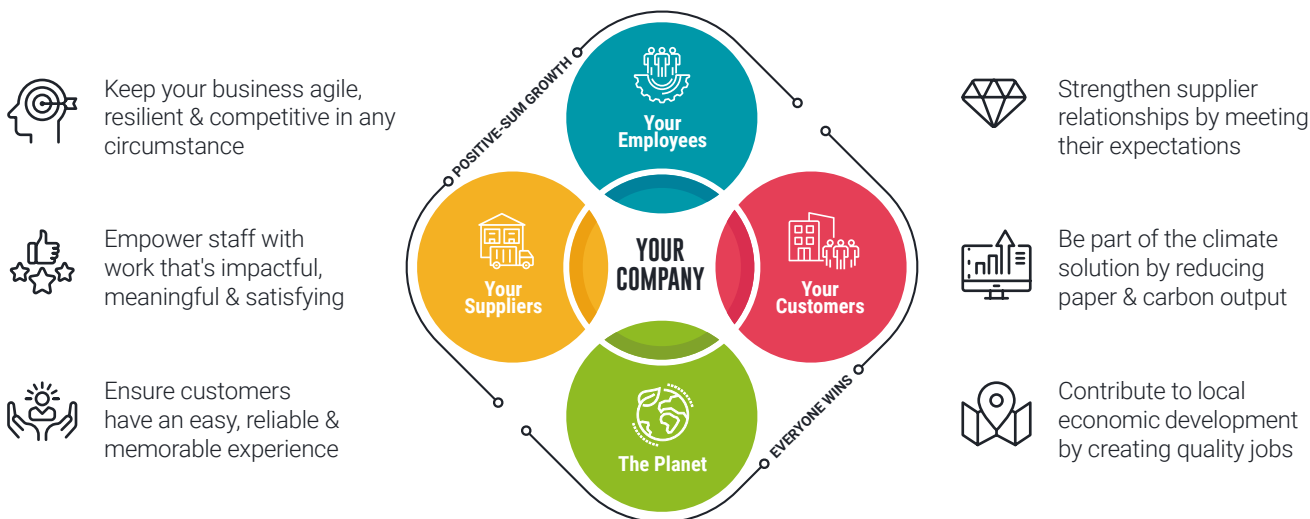 Keep your business agile,
resilient & competitive in any
circumstance
Empower staff with
work that's impactful,
meaningful & satisfying
Ensure customers
have an easy, reliable &
memorable experience
POSITIVE-SUM GROWTH
Your
Employees
Your
Suppliers
YOUR
COMPANY
Your
Customers
The Planet
EVERYONE WINS
Strengthen supplier
relationships by meeting
their expectations
Be part of the climate
solution by reducing
paper & carbon output
Contribute to local
economic development
by creating quality jobs